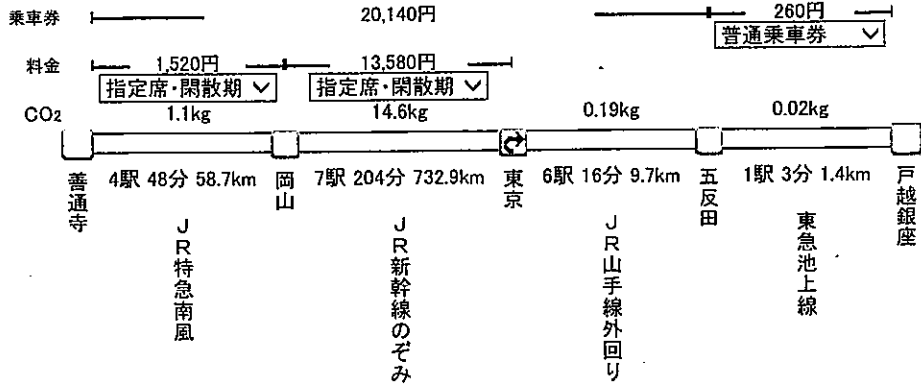 乗車券 20,140円 260円
普通乗車券
料金 1,520円 13,580円
指定席・閑散期 指定席・閑散期
CO2 1.1kg 14.6kg 0.19kg 0.02kg
4駅 48分 58.7km 7駅 204分 732.9km 6駅 16分 9.7km 1駅 3分 1.4km
善通寺
岡山
東京
五反田
戸越銀座
JR特急南風
JR新幹線のぞみ
JR山手線外回り
東急池上線